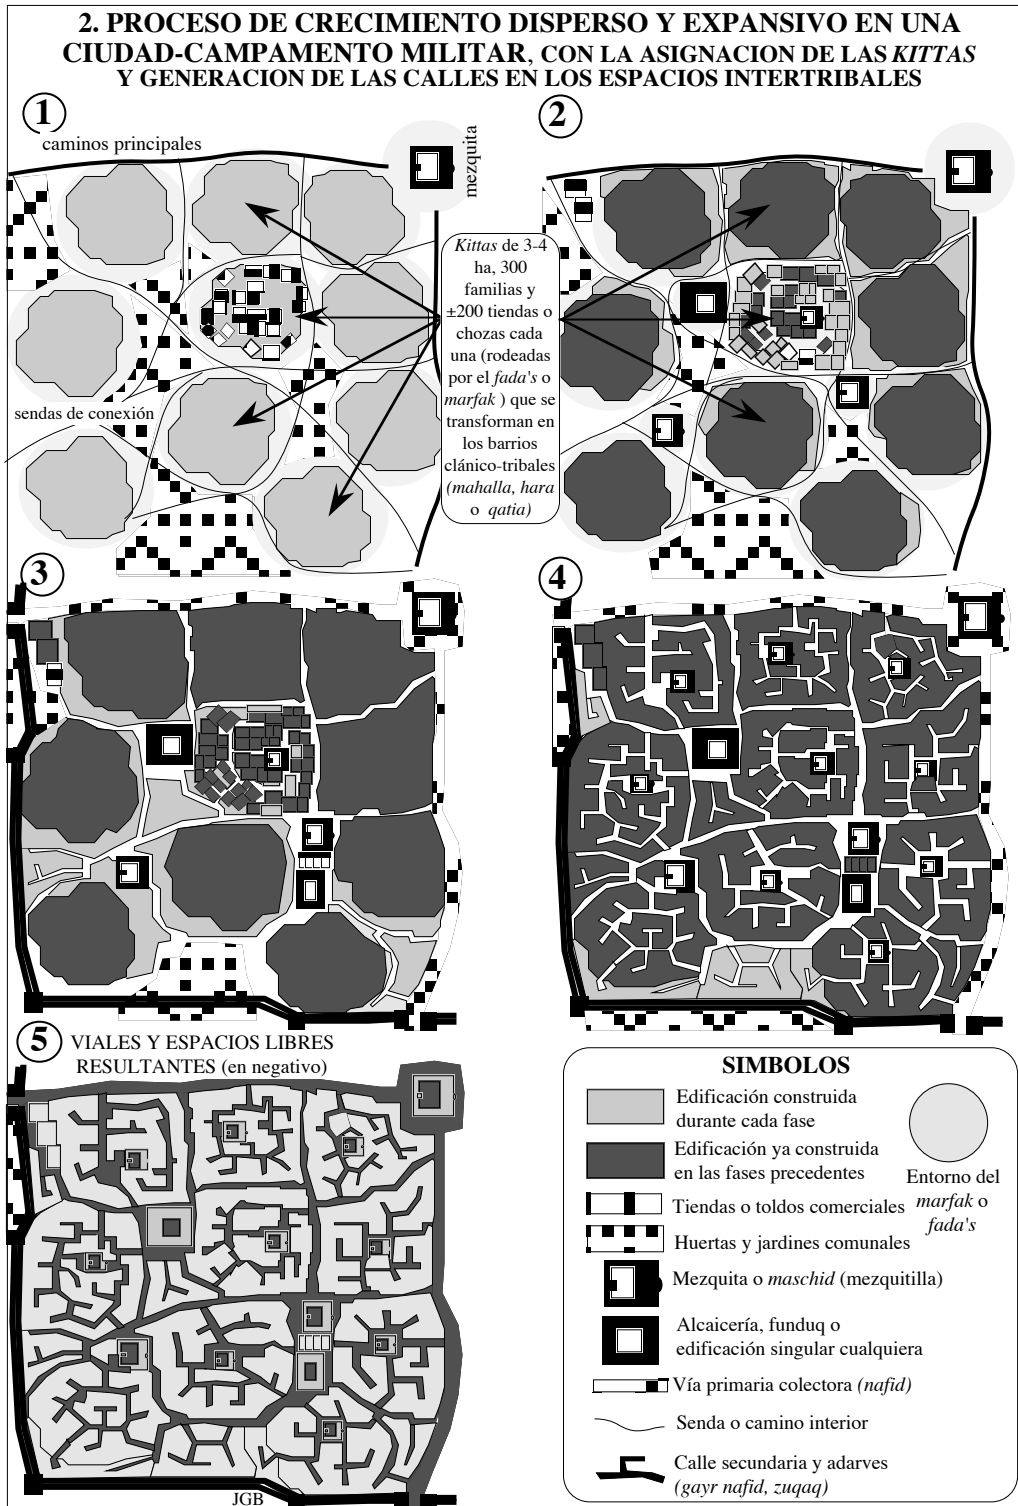 2. PROCESO DE CRECIMIENTO DISPERSO Y EXPANSIVO EN UNA
CIUDAD-CAMPAMENTO MILITAR, CON LA ASIGNACION DE LAS KITTAS
Y GENERACION DE LAS CALLES EN LOS ESPACIOS INTERTRIBALES
1
caminos principales
mezquita
2
Kittas de 3-4
ha, 300
familias y
±200 tiendas o
chozas cada
una (rodeadas
por el fada's o
marfak ) que se
transforman en
los barrios
clánico-tribales
(mahalla, hara
o qatia)
sendas de conexión
3
4
5 VIALES Y ESPACIOS LIBRES
RESULTANTES (en negativo)
JGB
SIMBOLOS
Edificación construida
durante cada fase
Edificación ya construida
en las fases precedentes
Entorno del
marfak o
fada's
Tiendas o toldos comerciales
Huertas y jardines comunales
Mezquita o maschid (mezquitilla)
Alcaicería, funduq o
edificación singular cualquiera
Vía primaria colectora (nafid)
Senda o camino interior
Calle secundaria y adarves
(gayr nafid, zuqaq)